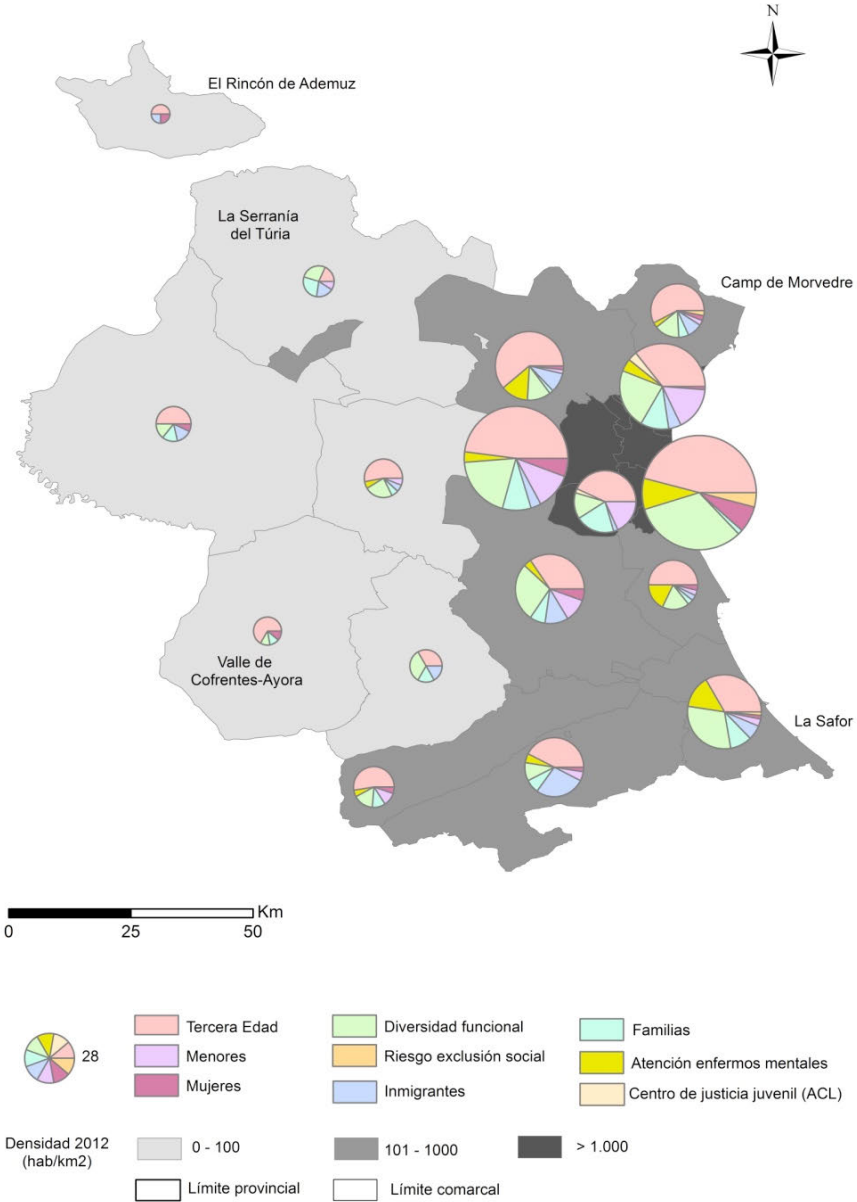 N
El Rincón de Ademuz
La Serranía
del Túria
Camp de Morvedre
Valle de
Cofrentes-Ayora
La Safor
Km
0 25 50
28
Tercera Edad
Menores
Mujeres
Diversidad funcional
Riesgo exclusión social
Inmigrantes
Familias
Atención enfermos mentales
Centro de justicia juvenil (ACL)
Densidad 2012
(hab/km2)
0 - 100
101 - 1000
> 1.000
Límite provincial
Límite comarcal